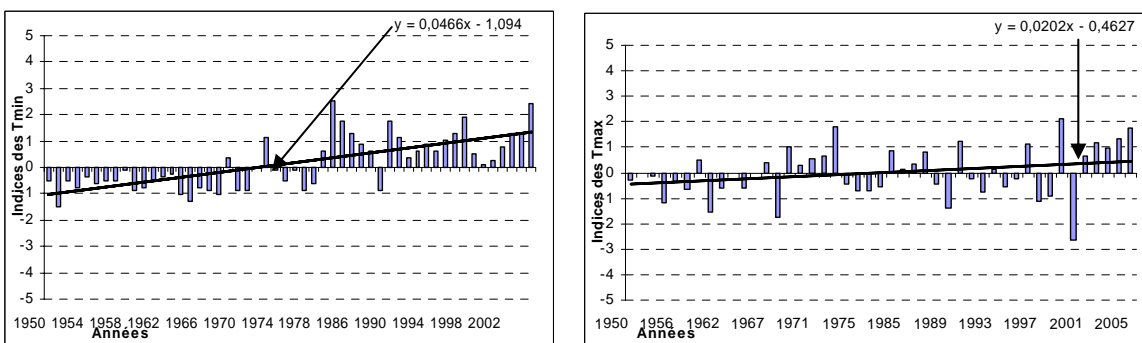 y = 0,0466x - 1,094
5
4
3
2
1
0
-1
-2
-3
-4
-5
Indices des Tmin
1950 1954 1958 1962 1966 1970 1974 1978 1986 1990 1994 1998 2002
Années
y = 0,0202x - 0,4627
5
4
3
2
1
0
-1
-2
-3
-4
-5
Indices des Tmax
1950 1956 1962 1967 1971 1975 1985 1989 1993 1997 2001 2005
Années